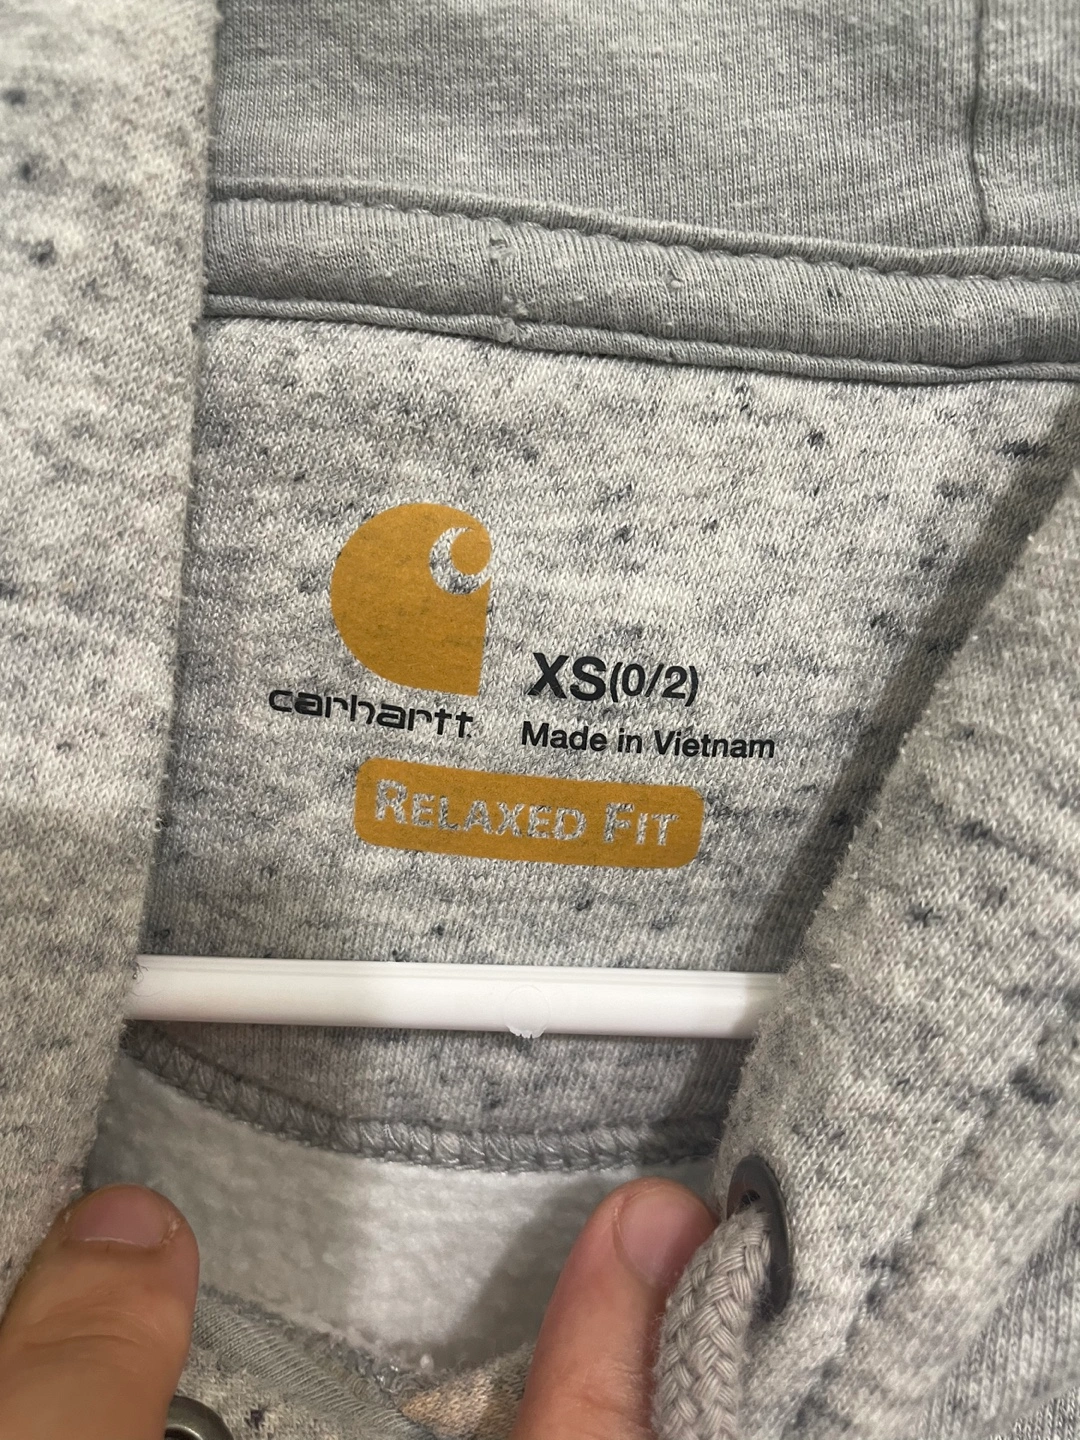 carhartt
XS(0/2)
Made in Vietnam
RELAXED FIT